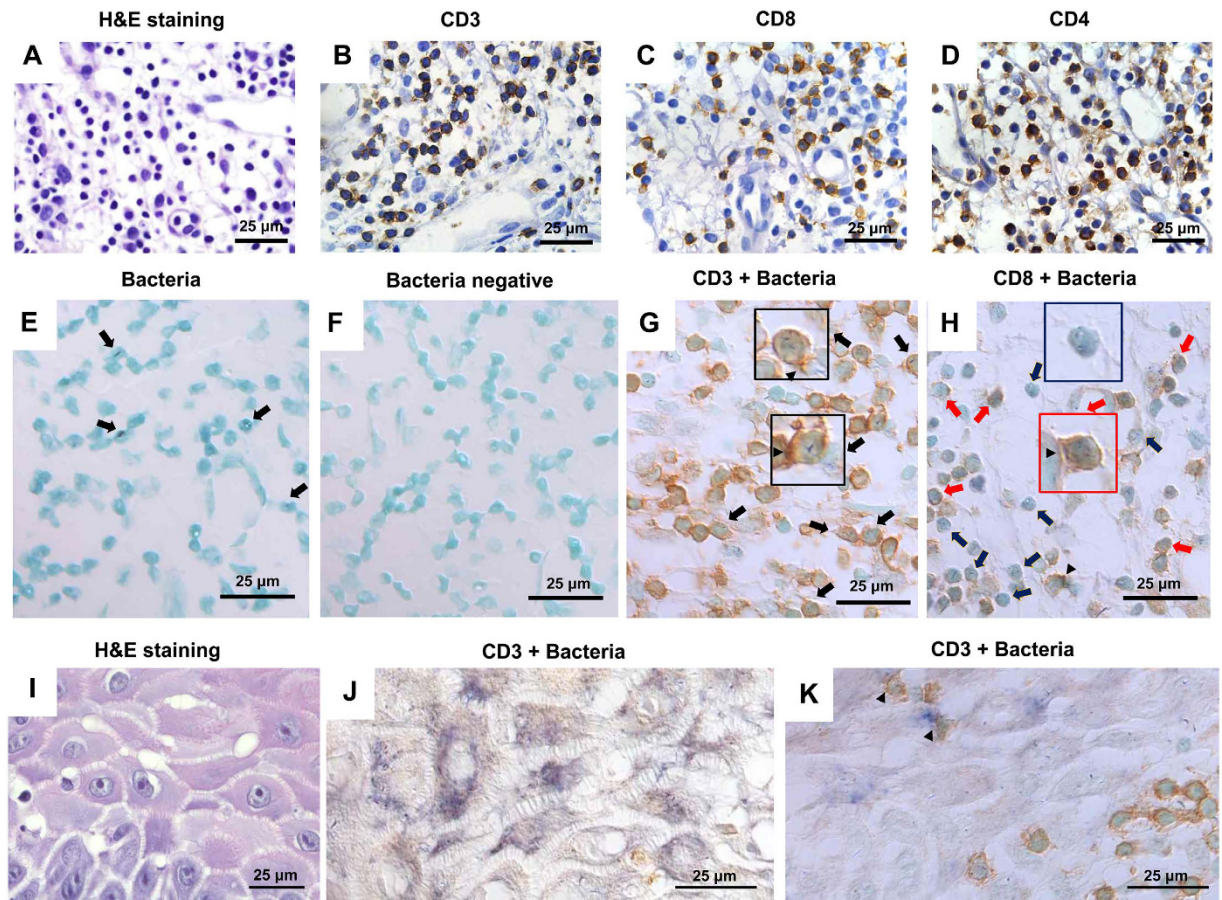 H&E staining
CD3
CD8
CD4
A
B
C
D
25 µm
25 µm
25 µm
25 µm
Bacteria
Bacteria negative
CD3 + Bacteria
CD8 + Bacteria
E
F
G
H
25 µm
25 µm
25 µm
25 µm
H&E staining
CD3 + Bacteria
CD3 + Bacteria
I
J
K
25 µm
25 µm
25 µm